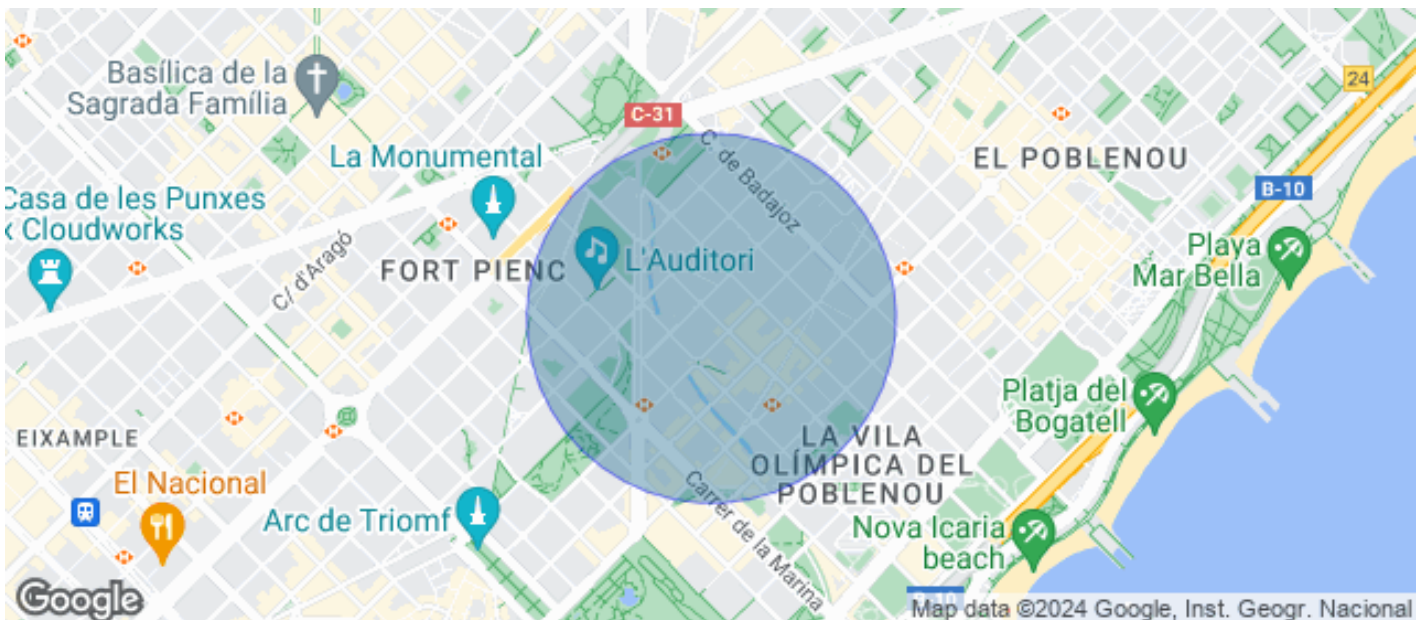 C-31
24
Basílica de la
Sagrada Família
La Monumental
C. de Badajoz
EL POBLENOU
B-10
Casa de les Punxes
x Cloudworks
C/ d'Aragó
FORT PIENC
L'Auditori
Playa
Mar Bella
Platja del
Bogatell
EIXAMPLE
LA VILA
OLÍMPICA DEL
POBLENOU
El Nacional
Arc de Triomf
Carrer de la Marina
Nova Icaria
beach
B-10
Google
Map data ©2024 Google, Inst. Geogr. Nacional